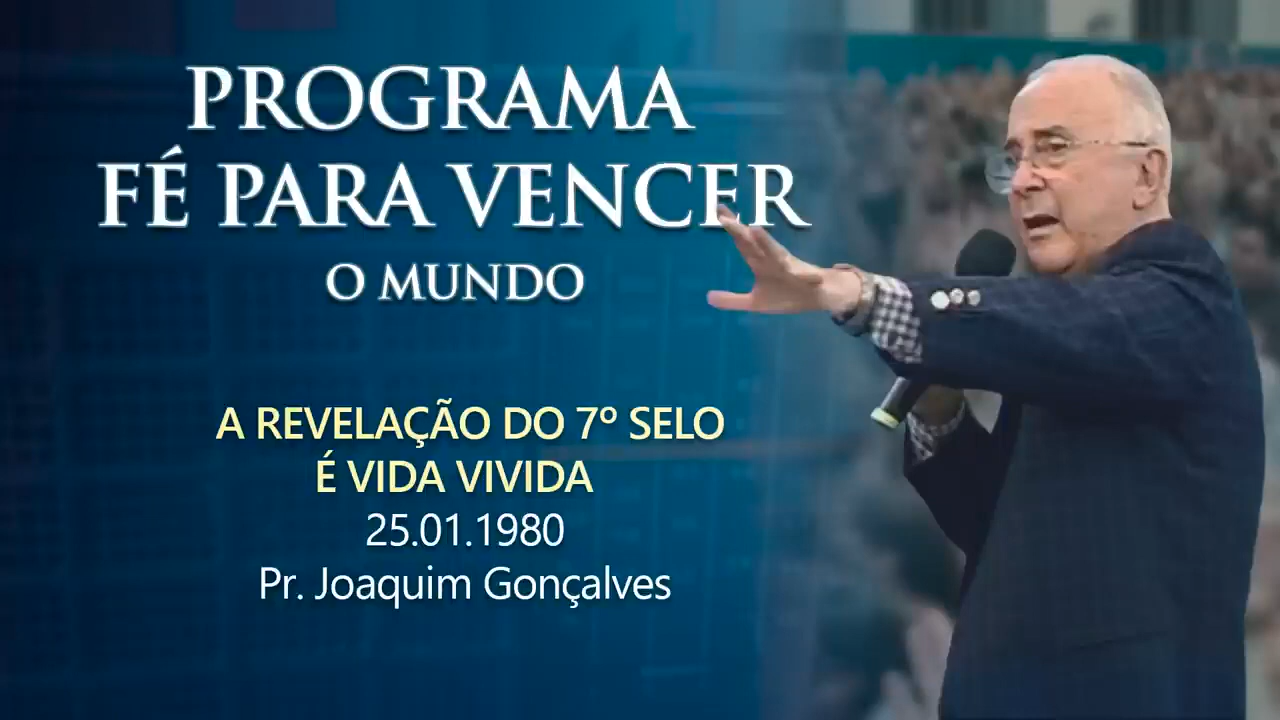 PROGRAMA
FÉ PARA VENCER
O MUNDO
A REVELAÇÃO DO 7º SELO
É VIDA VIVIDA
25.01.1980
Pr. Joaquim Gonçalves